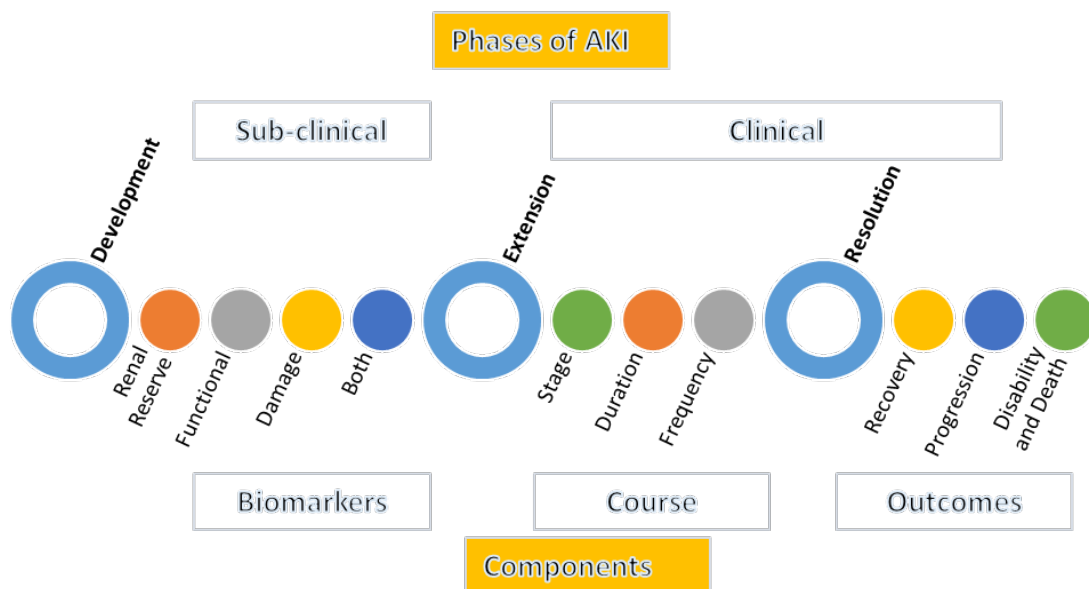 Phases of AKI
Sub-clinical
Clinical
Development
Extension
Resolution
Renal
Reserve
Functional
Damage
Both
Stage
Duration
Frequency
Recovery
Progression
Disability
and Death
Biomarkers
Course
Outcomes
Components